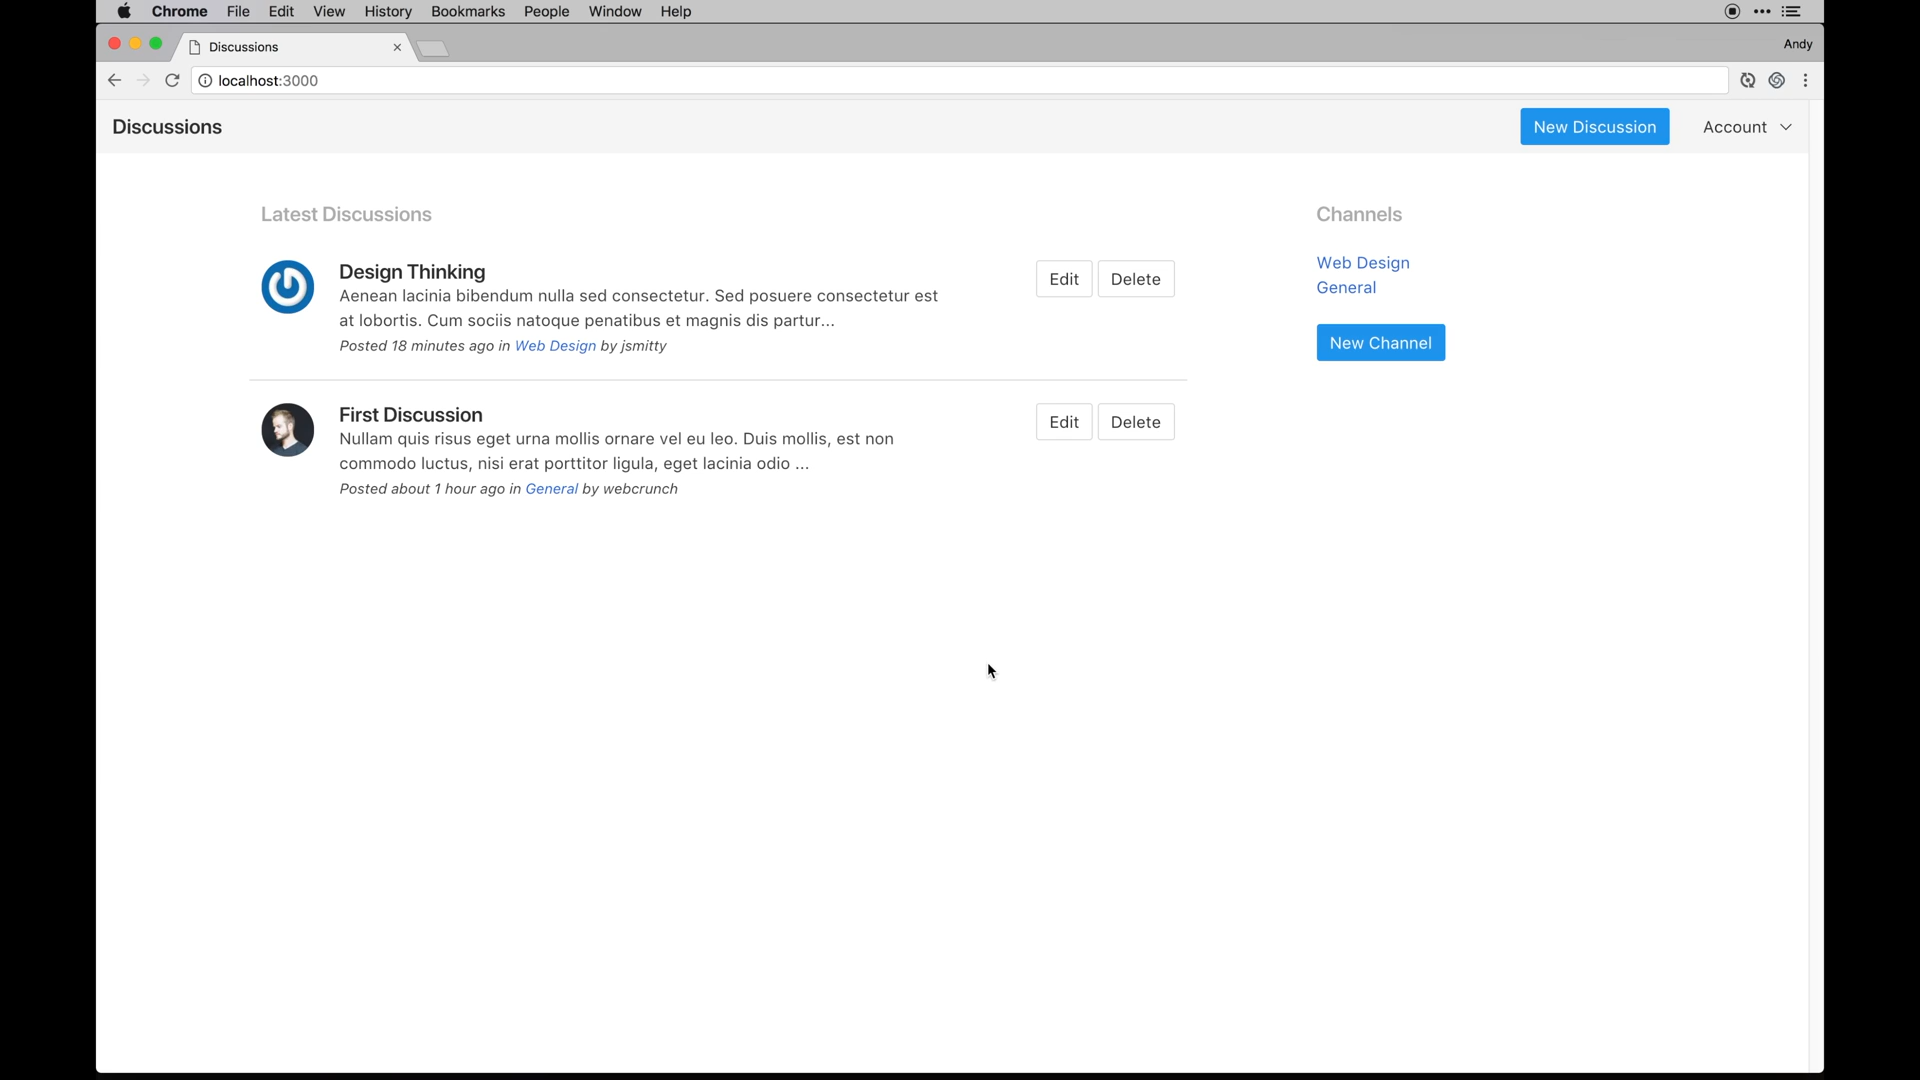 Chrome File Edit View History Bookmarks People Window Help
Discussions
Andy
localhost:3000
Discussions
New Discussion
Account
Latest Discussions
Design Thinking
Aenean lacinia bibendum nulla sed consectetur. Sed posuere consectetur est
at lobortis. Cum sociis natoque penatibus et magnis dis partur...
Posted 18 minutes ago in Web Design by jsmitty
Edit
Delete
First Discussion
Nullam quis risus eget urna mollis ornare vel eu leo. Duis mollis, est non
commodo luctus, nisi erat porttitor ligula, eget lacinia odio ...
Posted about 1 hour ago in General by webcrunch
Edit
Delete
Channels
Web Design
General
New Channel